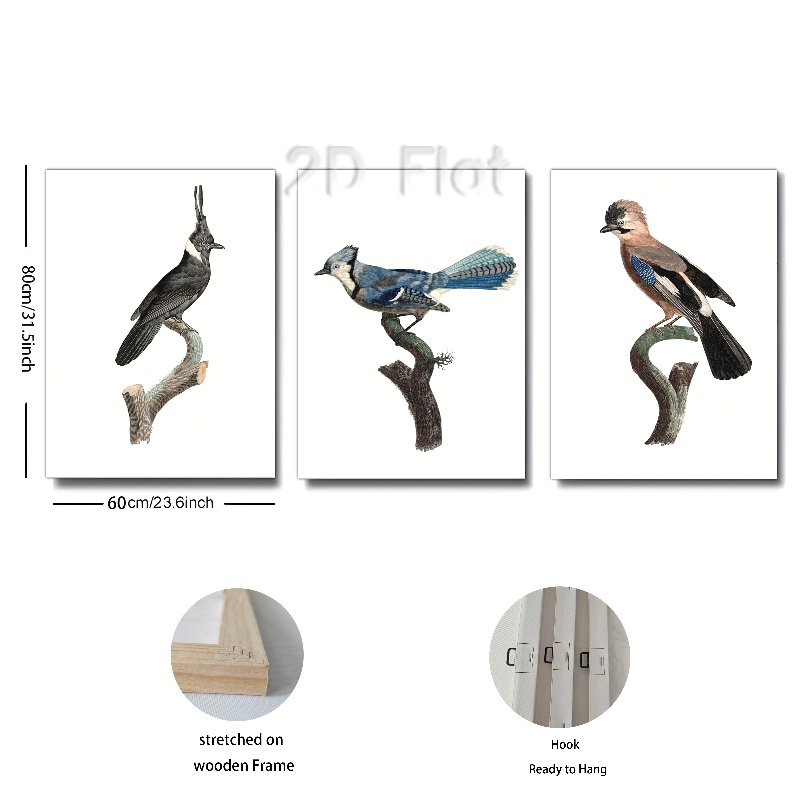 2D Flat
80cm/31.5inch
60cm/23.6inch
stretched on
wooden Frame
Hook
Ready to Hang